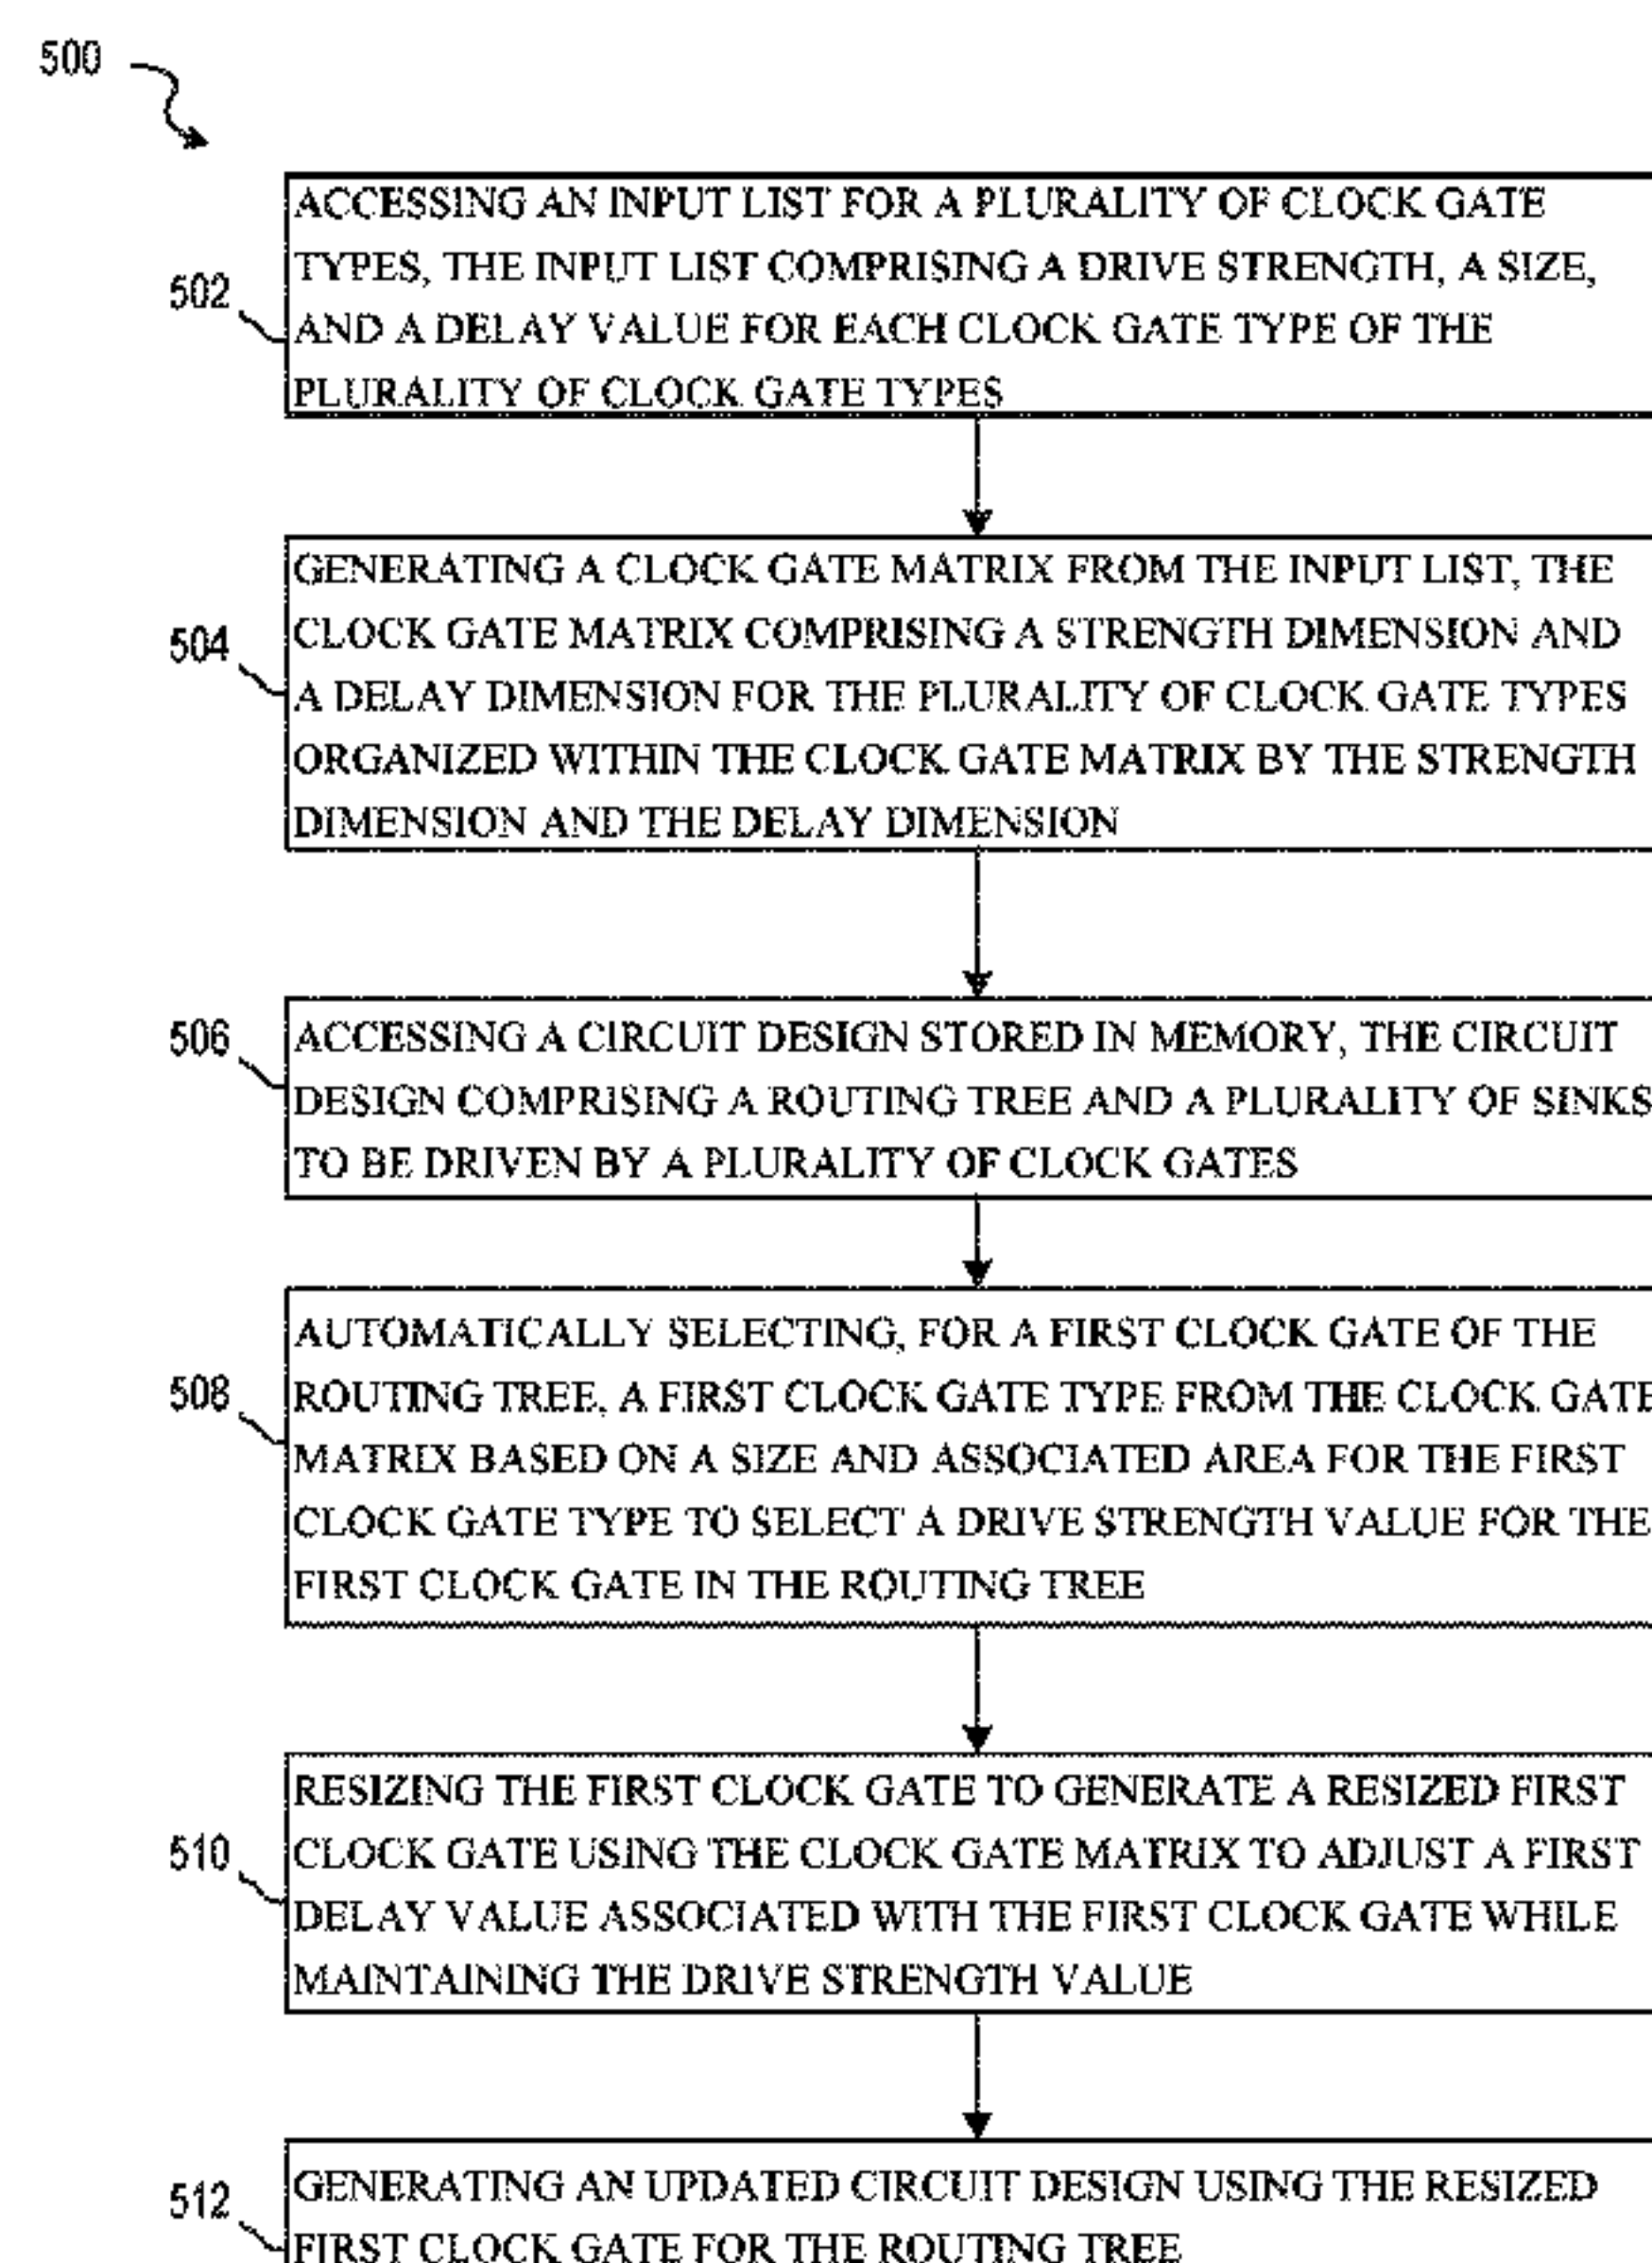 500
502
ACCESSING AN INPUT LIST FOR A PLURALITY OF CLOCK GATE
TYPES, THE INPUT LIST COMPRISING A DRIVE STRENGTH, A SIZE,
AND A DELAY VALUE FOR EACH CLOCK GATE TYPE OF THE
PLURALITY OF CLOCK GATE TYPES
504
GENERATING A CLOCK GATE MATRIX FROM THE INPUT LIST, THE
CLOCK GATE MATRIX COMPRISING A STRENGTH DIMENSION AND
A DELAY DIMENSION FOR THE PLURALITY OF CLOCK GATE TYPES
ORGANIZED WITHIN THE CLOCK GATE MATRIX BY THE STRENGTH
DIMENSION AND THE DELAY DIMENSION
506
ACCESSING A CIRCUIT DESIGN STORED IN MEMORY, THE CIRCUIT
DESIGN COMPRISING A ROUTING TREE AND A PLURALITY OF SINKS
TO BE DRIVEN BY A PLURALITY OF CLOCK GATES
508
AUTOMATICALLY SELECTING, FOR A FIRST CLOCK GATE OF THE
ROUTING TREE, A FIRST CLOCK GATE TYPE FROM THE CLOCK GATE
MATRIX BASED ON A SIZE AND ASSOCIATED AREA FOR THE FIRST
CLOCK GATE TYPE TO SELECT A DRIVE STRENGTH VALUE FOR THE
FIRST CLOCK GATE IN THE ROUTING TREE
510
RESIZING THE FIRST CLOCK GATE TO GENERATE A RESIZED FIRST
CLOCK GATE USING THE CLOCK GATE MATRIX TO ADJUST A FIRST
DELAY VALUE ASSOCIATED WITH THE FIRST CLOCK GATE WHILE
MAINTAINING THE DRIVE STRENGTH VALUE
512
GENERATING AN UPDATED CIRCUIT DESIGN USING THE RESIZED
FIRST CLOCK GATE FOR THE ROUTING TREE